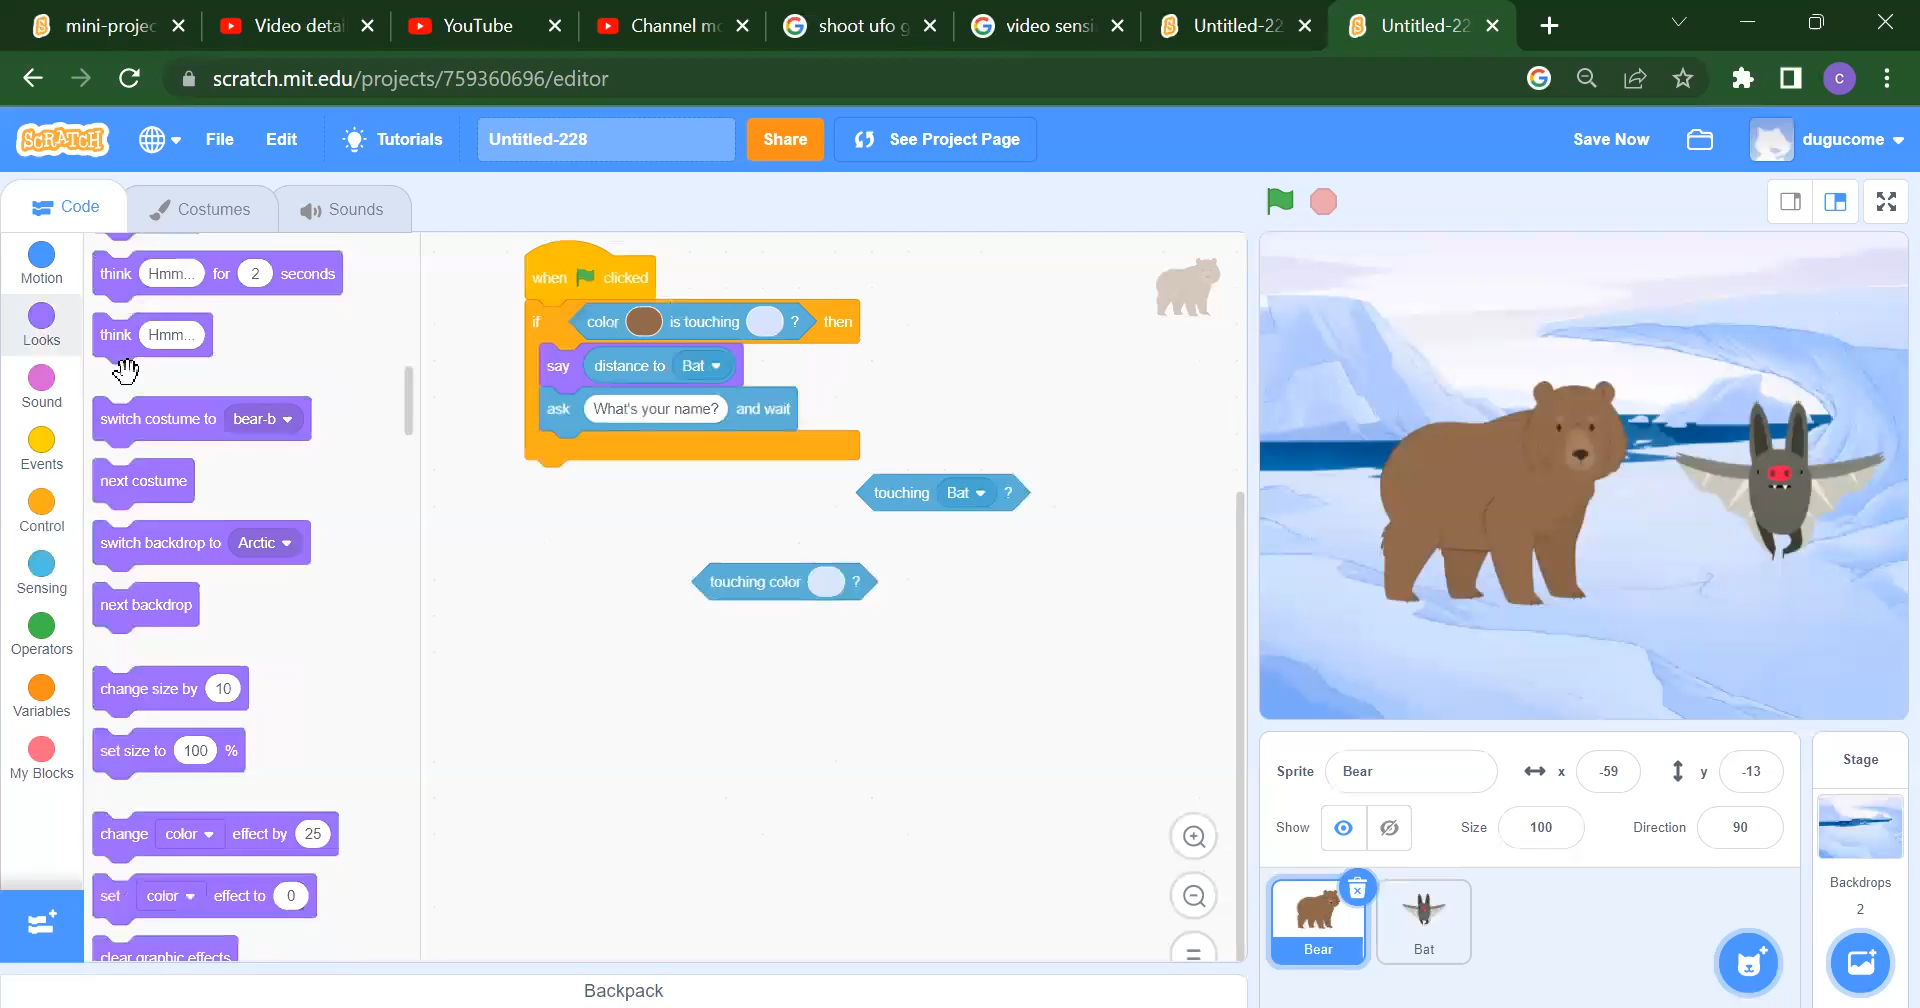 mini-projec
Video detai
YouTube
Channel mo
shoot ufo g
video sensi
Untitled-22
Untitled-22
scratch.mit.edu/projects/759360696/editor
C
SCRATCH
File
Edit
Tutorials
Untitled-228
Share
See Project Page
Save Now
dugucome
Code
Costumes
Sounds
Motion
Looks
Sound
Events
Control
Sensing
Operators
Variables
My Blocks
think Hmm... for 2 seconds
think Hmm...
switch costume to bear-b
next costume
switch backdrop to Arctic
next backdrop
change size by 10
set size to 100 %
change color effect by 25
set color effect to 0
clear graphic effects
when clicked
if color is touching ? then
say distance to Bat
ask What's your name? and wait
touching Bat ?
touching color ?
Backpack
Sprite Bear x -59 y -13
Show Size 100 Direction 90
Bear
Bat
Stage
Backdrops
2